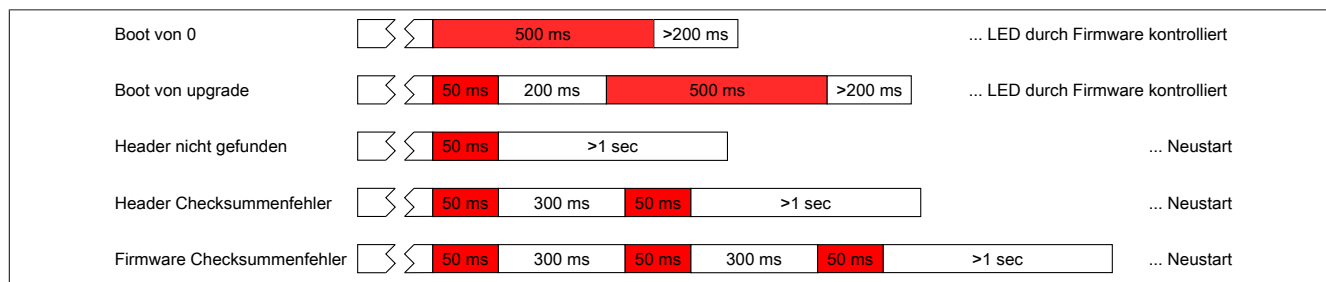 Boot von 0 500 ms >200 ms ... LED durch Firmware kontrolliert
Boot von upgrade 50 ms 200 ms 500 ms >200 ms ... LED durch Firmware kontrolliert
Header nicht gefunden 50 ms >1 sec ... Neustart
Header Checksummenfehler 50 ms 300 ms 50 ms >1 sec ... Neustart
Firmware Checksummenfehler 50 ms 300 ms 50 ms 300 ms 50 ms >1 sec ... Neustart